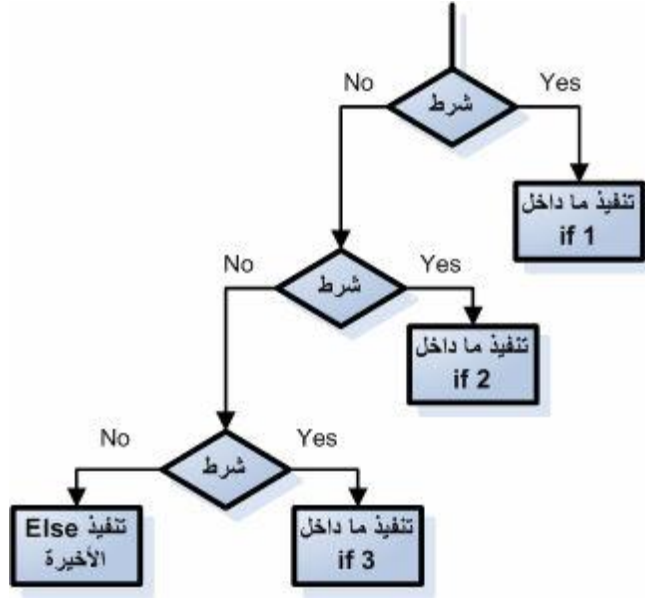 No
Yes
شرط
تنفيذ ما داخل
if 1
No
Yes
شرط
تنفيذ ما داخل
if 2
No
Yes
شرط
تنفيذ Else
الأخيرة
تنفيذ ما داخل
if 3